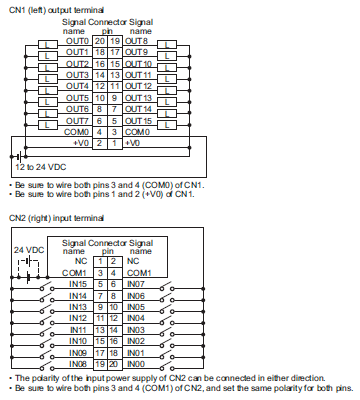 CN1 (left) output terminal
Signal Connector Signal
name pin name
L OUT0 20 19 OUT8 L
L OUT1 18 17 OUT9 L
L OUT2 16 15 OUT10 L
L OUT3 14 13 OUT11 L
L OUT4 12 11 OUT12 L
L OUT5 10 9 OUT13 L
L OUT6 8 7 OUT14 L
L OUT7 6 5 OUT15 L
COM0 4 3 COM0
+V0 2 1 +V0
12 to 24 VDC
• Be sure to wire both pins 3 and 4 (COM0) of CN1.
• Be sure to wire both pins 1 and 2 (+V0) of CN1.
CN2 (right) input terminal
Signal Connector Signal
24 VDC name pin name
NC 1 2 NC
COM1 3 4 COM1
IN15 5 6 IN07
IN14 7 8 IN06
IN13 9 10 IN05
IN12 11 12 IN04
IN11 13 14 IN03
IN10 15 16 IN02
IN09 17 18 IN01
IN08 19 20 IN00
• The polarity of the input power supply of CN2 can be connected in either direction.
• Be sure to wire both pins 3 and 4 (COM1) of CN2, and set the same polarity for both pins.